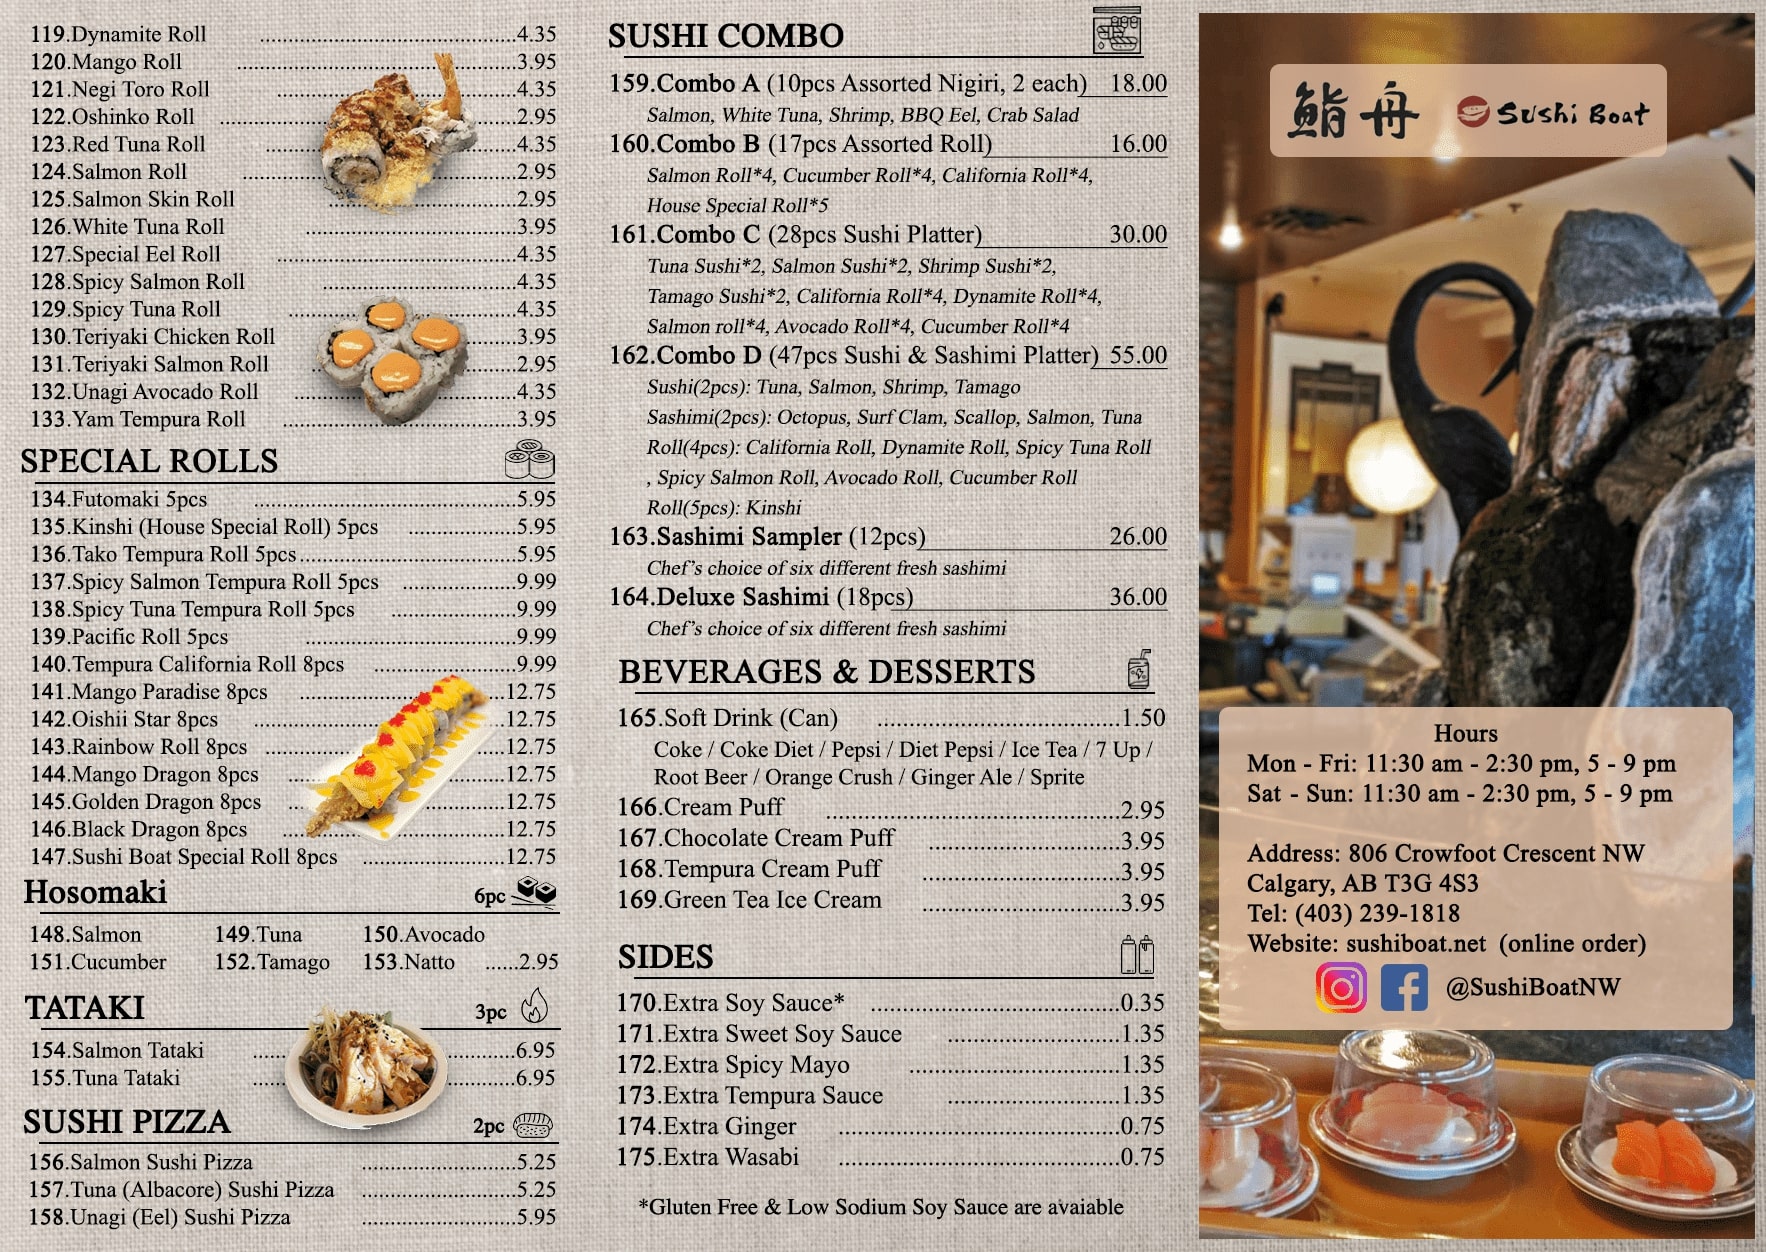 119.Dynamite Roll ....4.35
120.Mango Roll ....3.95
121.Negi Toro Roll ....4.35
122.Oshinko Roll ....2.95
123.Red Tuna Roll ....4.35
124.Salmon Roll ....2.95
125.Salmon Skin Roll ....2.95
126.White Tuna Roll ....3.95
127.Special Eel Roll ....4.35
128.Spicy Salmon Roll ....4.35
129.Spicy Tuna Roll ....4.35
130.Teriyaki Chicken Roll ....3.95
131.Teriyaki Salmon Roll ....2.95
132.Unagi Avocado Roll ....4.35
133.Yam Tempura Roll ....3.95
SPECIAL ROLLS
134.Futomaki 5pcs ....5.95
135.Kinshi (House Special Roll) 5pcs ....5.95
136.Tako Tempura Roll 5pcs ....5.95
137.Spicy Salmon Tempura Roll 5pcs ....9.99
138.Spicy Tuna Tempura Roll 5pcs ....9.99
139.Pacific Roll 5pcs ....9.99
140.Tempura California Roll 8pcs ....9.99
141.Mango Paradise 8pcs ....12.75
142.Oishii Star 8pcs ....12.75
143.Rainbow Roll 8pcs ....12.75
144.Mango Dragon 8pcs ....12.75
145.Golden Dragon 8pcs ....12.75
146.Black Dragon 8pcs ....12.75
147.Sushi Boat Special Roll 8pcs ....12.75
Hosomaki 6pc
148.Salmon 149.Tuna 150.Avocado
151.Cucumber 152.Tamago 153.Natto ......2.95
TATAKI 3pc
154.Salmon Tataki ....6.95
155.Tuna Tataki ....6.95
SUSHI PIZZA 2pc
156.Salmon Sushi Pizza ....5.25
157.Tuna (Albacore) Sushi Pizza ....5.25
158.Unagi (Eel) Sushi Pizza ....5.95
SUSHI COMBO
159.Combo A (10pcs Assorted Nigiri, 2 each) 18.00
Salmon, White Tuna, Shrimp, BBQ Eel, Crab Salad
160.Combo B (17pcs Assorted Roll) 16.00
Salmon Roll*4, Cucumber Roll*4, California Roll*4,
House Special Roll*5
161.Combo C (28pcs Sushi Platter) 30.00
Tuna Sushi*2, Salmon Sushi*2, Shrimp Sushi*2,
Tamago Sushi*2, California Roll*4, Dynamite Roll*4,
Salmon roll*4, Avocado Roll*4, Cucumber Roll*4
162.Combo D (47pcs Sushi & Sashimi Platter) 55.00
Sushi(2pcs): Tuna, Salmon, Shrimp, Tamago
Sashimi(2pcs): Octopus, Surf Clam, Scallop, Salmon, Tuna
Roll(4pcs): California Roll, Dynamite Roll, Spicy Tuna Roll
, Spicy Salmon Roll, Avocado Roll, Cucumber Roll
Roll(5pcs): Kinshi
163.Sashimi Sampler (12pcs) 26.00
Chef's choice of six different fresh sashimi
164.Deluxe Sashimi (18pcs) 36.00
Chef's choice of six different fresh sashimi
BEVERAGES & DESSERTS
165.Soft Drink (Can) ....1.50
Coke / Coke Diet / Pepsi / Diet Pepsi / Ice Tea / 7 Up /
Root Beer / Orange Crush / Ginger Ale / Sprite
166.Cream Puff ....2.95
167.Chocolate Cream Puff ....3.95
168.Tempura Cream Puff ....3.95
169.Green Tea Ice Cream ....3.95
SIDES
170.Extra Soy Sauce* ....0.35
171.Extra Sweet Soy Sauce ....1.35
172.Extra Spicy Mayo ....1.35
173.Extra Tempura Sauce ....1.35
174.Extra Ginger ....0.75
175.Extra Wasabi ....0.75
*Gluten Free & Low Sodium Soy Sauce are avaiable
鮨舟 Sushi Boat
Hours
Mon - Fri: 11:30 am - 2:30 pm, 5 - 9 pm
Sat - Sun: 11:30 am - 2:30 pm, 5 - 9 pm
Address: 806 Crowfoot Crescent NW
Calgary, AB T3G 4S3
Tel: (403) 239-1818
Website: sushiboat.net (online order)
@SushiBoatNW